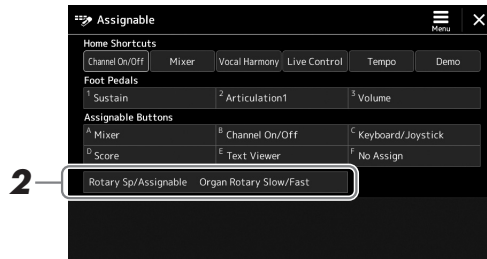 Assignable
Menu
Home Shortcuts
Channel On/Off Mixer Vocal Harmony Live Control Tempo Demo
Foot Pedals
1 Sustain 2 Articulation1 3 Volume
Assignable Buttons
A Mixer B Channel On/Off C Keyboard/Joystick
D Score E Text Viewer F No Assign
2
Rotary Sp/Assignable Organ Rotary Slow/Fast